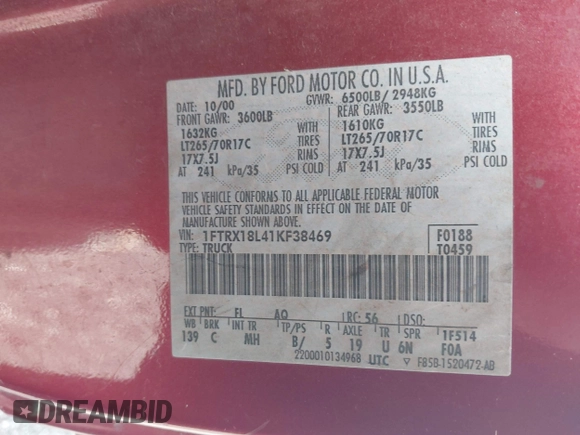 MFD. BY FORD MOTOR CO. IN U.S.A.
DATE: 10/00 GVWR: 6500LB/ 2948KG
FRONT GAWR: 3600LB REAR GAWR: 3550LB
1632KG WITH 1610KG WITH
LT265/70R17C TIRES LT265/70R17C TIRES
17X7.5J RIMS 17X7.5J RIMS
AT 241 kPa/35 PSI COLD AT 241 kPa/35 PSI COLD
THIS VEHICLE CONFORMS TO ALL APPLICABLE FEDERAL MOTOR
VEHICLE SAFETY STANDARDS IN EFFECT ON THE DATE OF
MANUFACTURE SHOWN ABOVE.
VIN: 1FTRX18L41KF38469 F0188
TYPE: TRUCK T0459
EXT PNT: FL AQ RC: 56 DSO:
WB BRK INT TR TP/PS R AXLE TR SPR 1F514
139 C MH B/ 5 19 U 6N F0A
2200010134968 UTC ▽ F85B-1520472-AB
DREAMBID